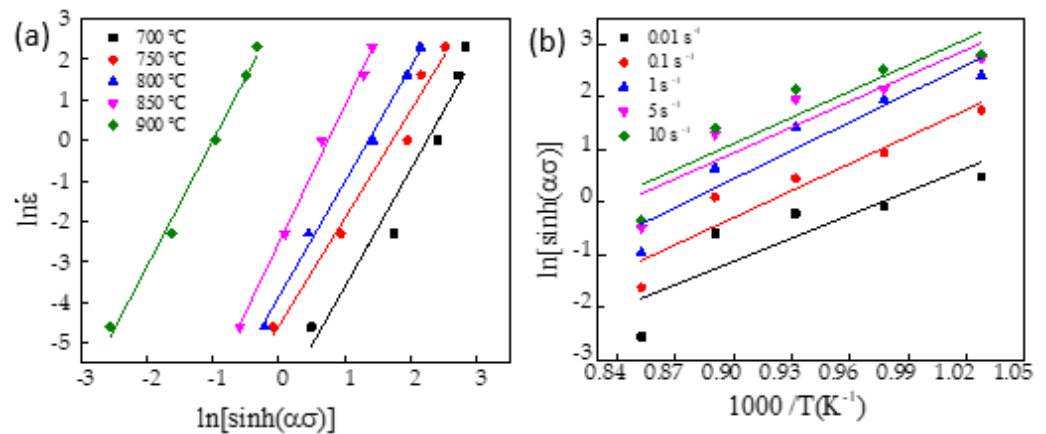 (a)
3
2
1
0
-1
-2
-3
-4
-5
lnε̇
700 °C
750 °C
800 °C
850 °C
900 °C
-3 -2 -1 0 1 2 3
ln[sinh(ασ)]
(b)
3
2
1
0
-1
-2
-3
ln[sinh(ασ)]
0.01 s⁻¹
0.1 s⁻¹
1 s⁻¹
5 s⁻¹
10 s⁻¹
0.84 0.87 0.90 0.93 0.96 0.99 1.02 1.05
1000 /T(K⁻¹)